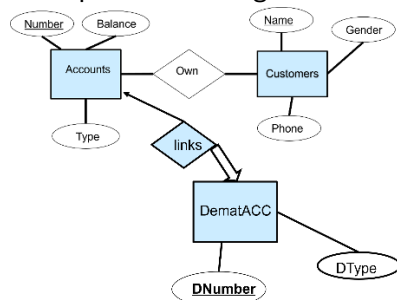 Number
Balance
Name
Gender
Accounts
Own
Customers
Type
Phone
links
DematACC
DType
DNumber